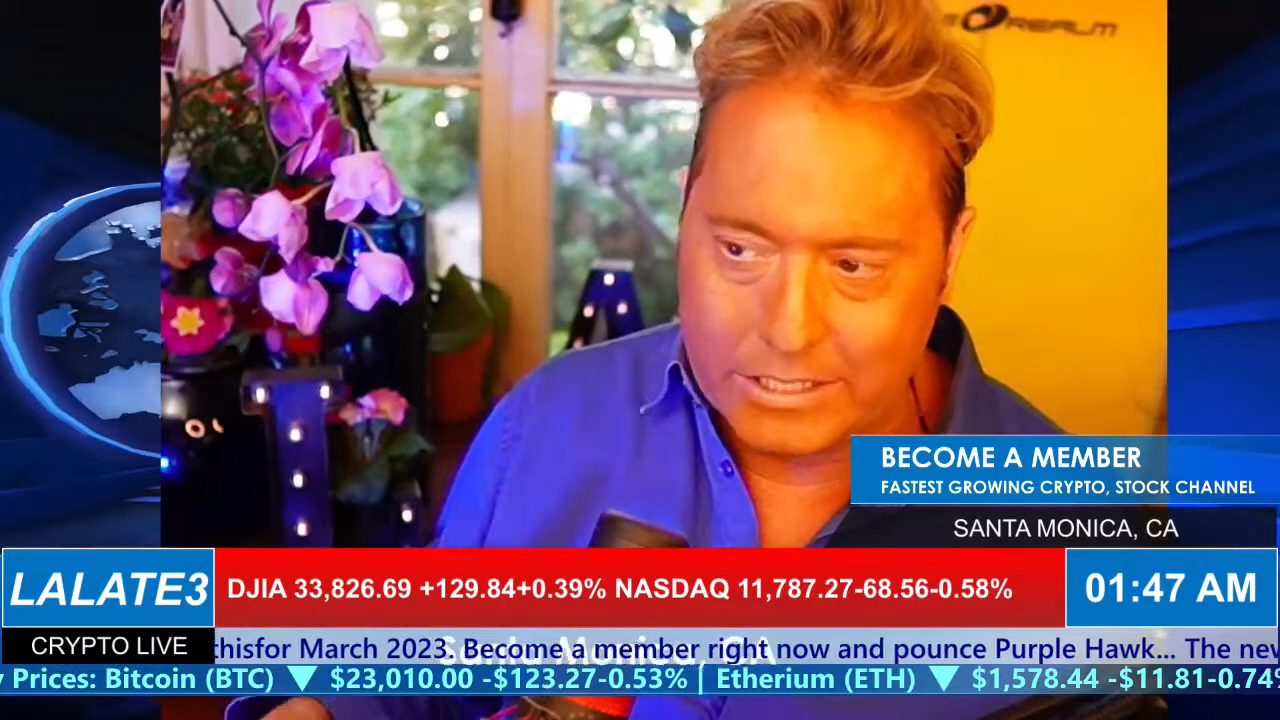 REALM
BECOME A MEMBER
FASTEST GROWING CRYPTO, STOCK CHANNEL
SANTA MONICA, CA
LALATE3
DJIA 33,826.69 +129.84+0.39% NASDAQ 11,787.27-68.56-0.58%
01:47 AM
CRYPTO LIVE
thisfor March 2023. Become a member right now and pounce Purple Hawk... The new
Santa Monica, CA
y Prices: Bitcoin (BTC) ▼ $23,010.00 -$123.27-0.53% | Etherium (ETH) ▼ $1,578.44 -$11.81-0.74%